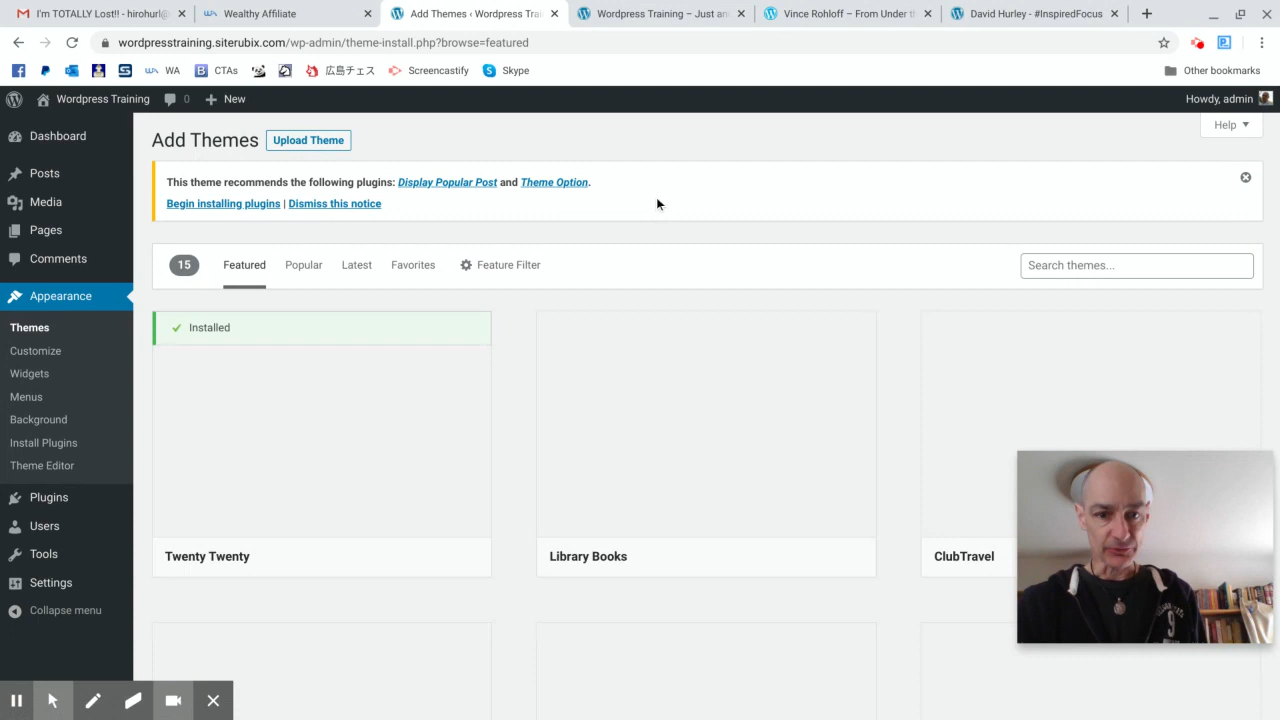 I'm TOTALLY Lost!! - hirohurl@
Wealthy Affiliate
Add Themes ‹ Wordpress Trai
Wordpress Training – Just an
Vince Rohloff – From Under t
David Hurley - #InspiredFocus
wordpresstraining.siterubix.com/wp-admin/theme-install.php?browse=featured
WA
CTAs
広島チェス
Screencastify
Skype
Other bookmarks
Wordpress Training
0
New
Howdy, admin
Dashboard
Posts
Media
Pages
Comments
Appearance
Themes
Customize
Widgets
Menus
Background
Install Plugins
Theme Editor
Plugins
Users
Tools
Settings
Collapse menu
Add Themes
Upload Theme
Help
This theme recommends the following plugins: Display Popular Post and Theme Option.
Begin installing plugins | Dismiss this notice
15 Featured Popular Latest Favorites Feature Filter
Search themes...
Installed
Twenty Twenty
Library Books
ClubTravel